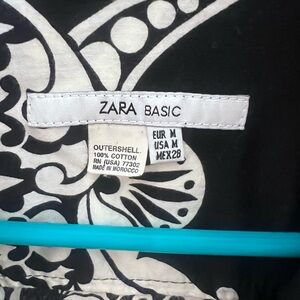 ZARA BASIC
OUTERSHELL
100% COTTON
RN (USA) 77302
MADE IN MOROCCO
EUR M
USA M
MEX 28